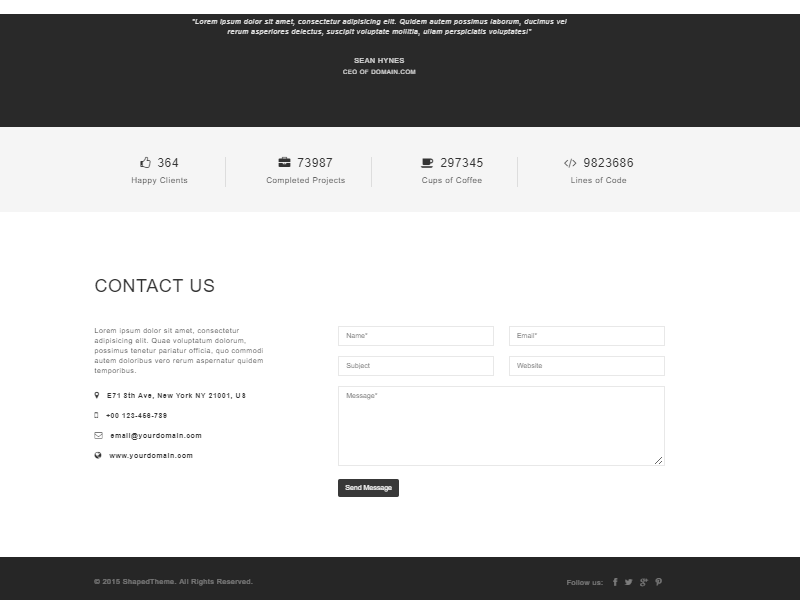 "Lorem ipsum dolor sit amet, consectetur adipisicing elit. Quidem autem possimus laborum, ducimus vel
rerum asperiores delectus, suscipit voluptate mollitia, ullam perspiciatis voluptates!"
SEAN HYNES
CEO OF DOMAIN.COM
364
Happy Clients
73987
Completed Projects
297345
Cups of Coffee
9823686
Lines of Code
CONTACT US
Lorem ipsum dolor sit amet, consectetur
adipisicing elit. Quae voluptatum dolorum,
possimus tenetur pariatur officia, quo commodi
autem doloribus vero rerum aspernatur quidem
temporibus.
E71 8th Ave, New York NY 21001, US
+00 123-456-789
email@yourdomain.com
www.yourdomain.com
Name*
Email*
Subject
Website
Message*
Send Message
© 2015 ShapedTheme. All Rights Reserved.
Follow us: